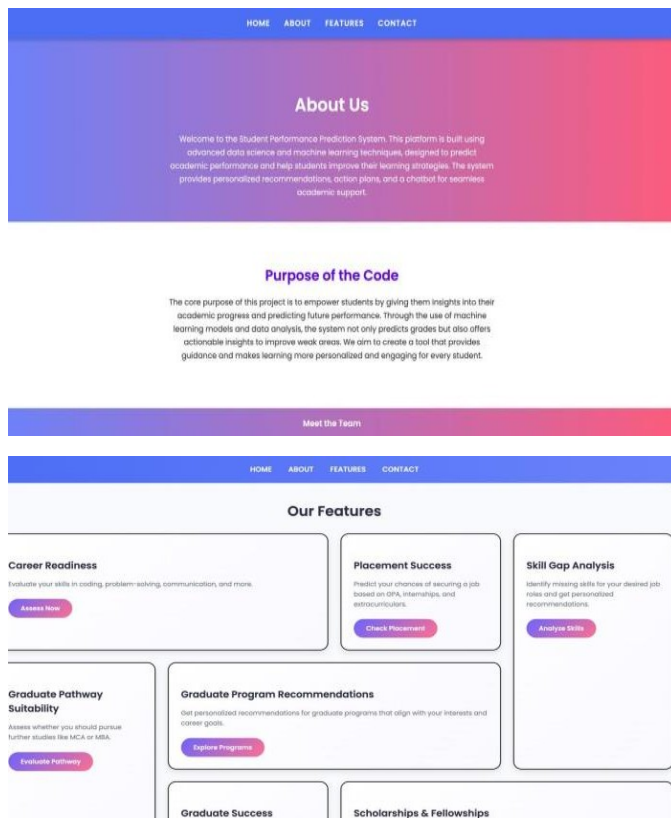 HOME ABOUT FEATURES CONTACT
About Us
Welcome to the Student Performance Prediction System. This platform is built using
advanced data science and machine learning techniques, designed to predict
academic performance and help students improve their learning strategies. The system
provides personalized recommendations, action plans, and a chatbot for seamless
academic support.
Purpose of the Code
The core purpose of this project is to empower students by giving them insights into their
academic progress and predicting future performance. Through the use of machine
learning models and data analysis, the system not only predicts grades but also offers
actionable insights to improve weak areas. We aim to create a tool that provides
guidance and makes learning more personalized and engaging for every student.
Meet the Team
HOME ABOUT FEATURES CONTACT
Our Features
Career Readiness
Evaluate your skills in coding, problem-solving, communication, and more.
Assess Now
Placement Success
Predict your chances of securing a job
based on GPA, internships, and
extracurriculars.
Check Placement
Skill Gap Analysis
Identify missing skills for your desired job
roles and get personalized
recommendations.
Analyze Skills
Graduate Pathway
Suitability
Assess whether you should pursue
further studies like MCA or MBA.
Evaluate Pathway
Graduate Program Recommendations
Get personalized recommendations for graduate programs that align with your interests and
career goals.
Explore Programs
Graduate Success
Scholarships & Fellowships